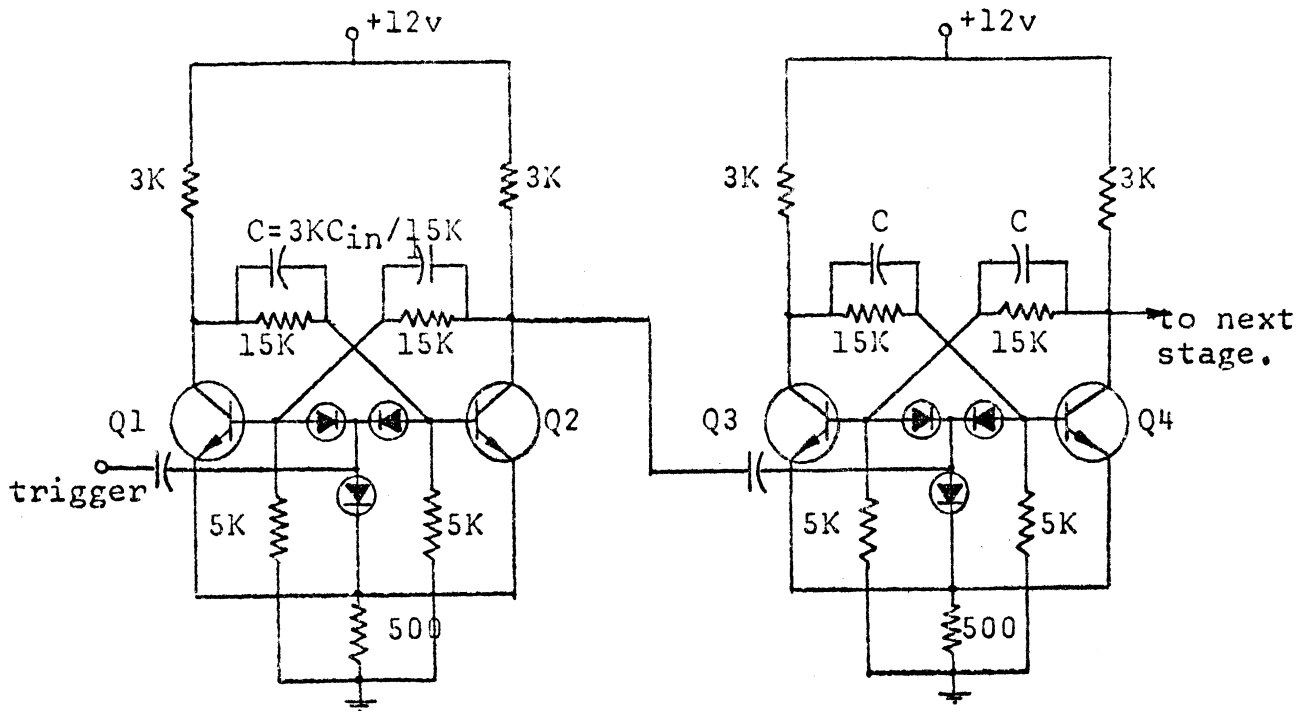 +12v
+12v
3K
3K
3K
3K
C=3KCin/15K
C
C
15K
15K
15K
15K
to next
stage.
Q1
Q2
Q3
Q4
trigger
5K
5K
5K
5K
500
500